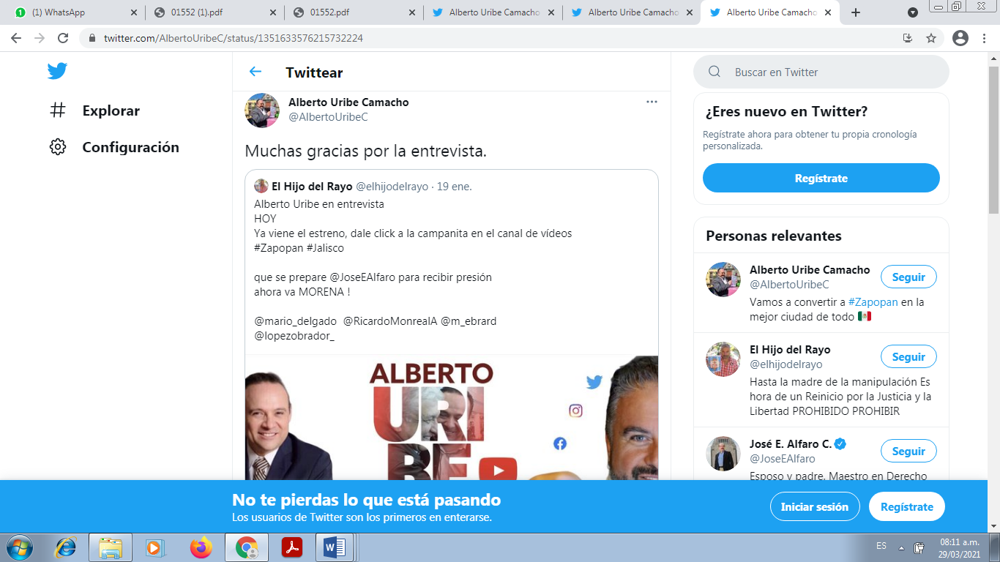 (1) WhatsApp
01552 (1).pdf
01552.pdf
Alberto Uribe Camacho
Alberto Uribe Camacho
Alberto Uribe Camacho
twitter.com/AlbertoUribeC/status/1351633576215732224
Explorar
Configuración
Twittear
Alberto Uribe Camacho
@AlbertoUribeC
Muchas gracias por la entrevista.
El Hijo del Rayo @elhijodelrayo · 19 ene.
Alberto Uribe en entrevista
HOY
Ya viene el estreno, dale click a la campanita en el canal de vídeos
#Zapopan #Jalisco
que se prepare @JoseEAlfaro para recibir presión
ahora va MORENA !
@mario_delgado @RicardoMonrealA @m_ebrard
@lopezobrador_
ALBERTO
URI
BE
Buscar en Twitter
¿Eres nuevo en Twitter?
Regístrate ahora para obtener tu propia cronología
personalizada.
Regístrate
Personas relevantes
Alberto Uribe Camacho
@AlbertoUribeC
Seguir
Vamos a convertir a #Zapopan en la
mejor ciudad de todo
El Hijo del Rayo
@elhijodelrayo
Seguir
Hasta la madre de la manipulación Es
hora de un Reinicio por la Justicia y la
Libertad PROHIBIDO PROHIBIR
José E. Alfaro C.
@JoseEAlfaro
Seguir
Esposo y padre. Maestro en Derecho
No te pierdas lo que está pasando
Los usuarios de Twitter son los primeros en enterarse.
Iniciar sesión
Regístrate
ES
08:11 a.m.
29/03/2021